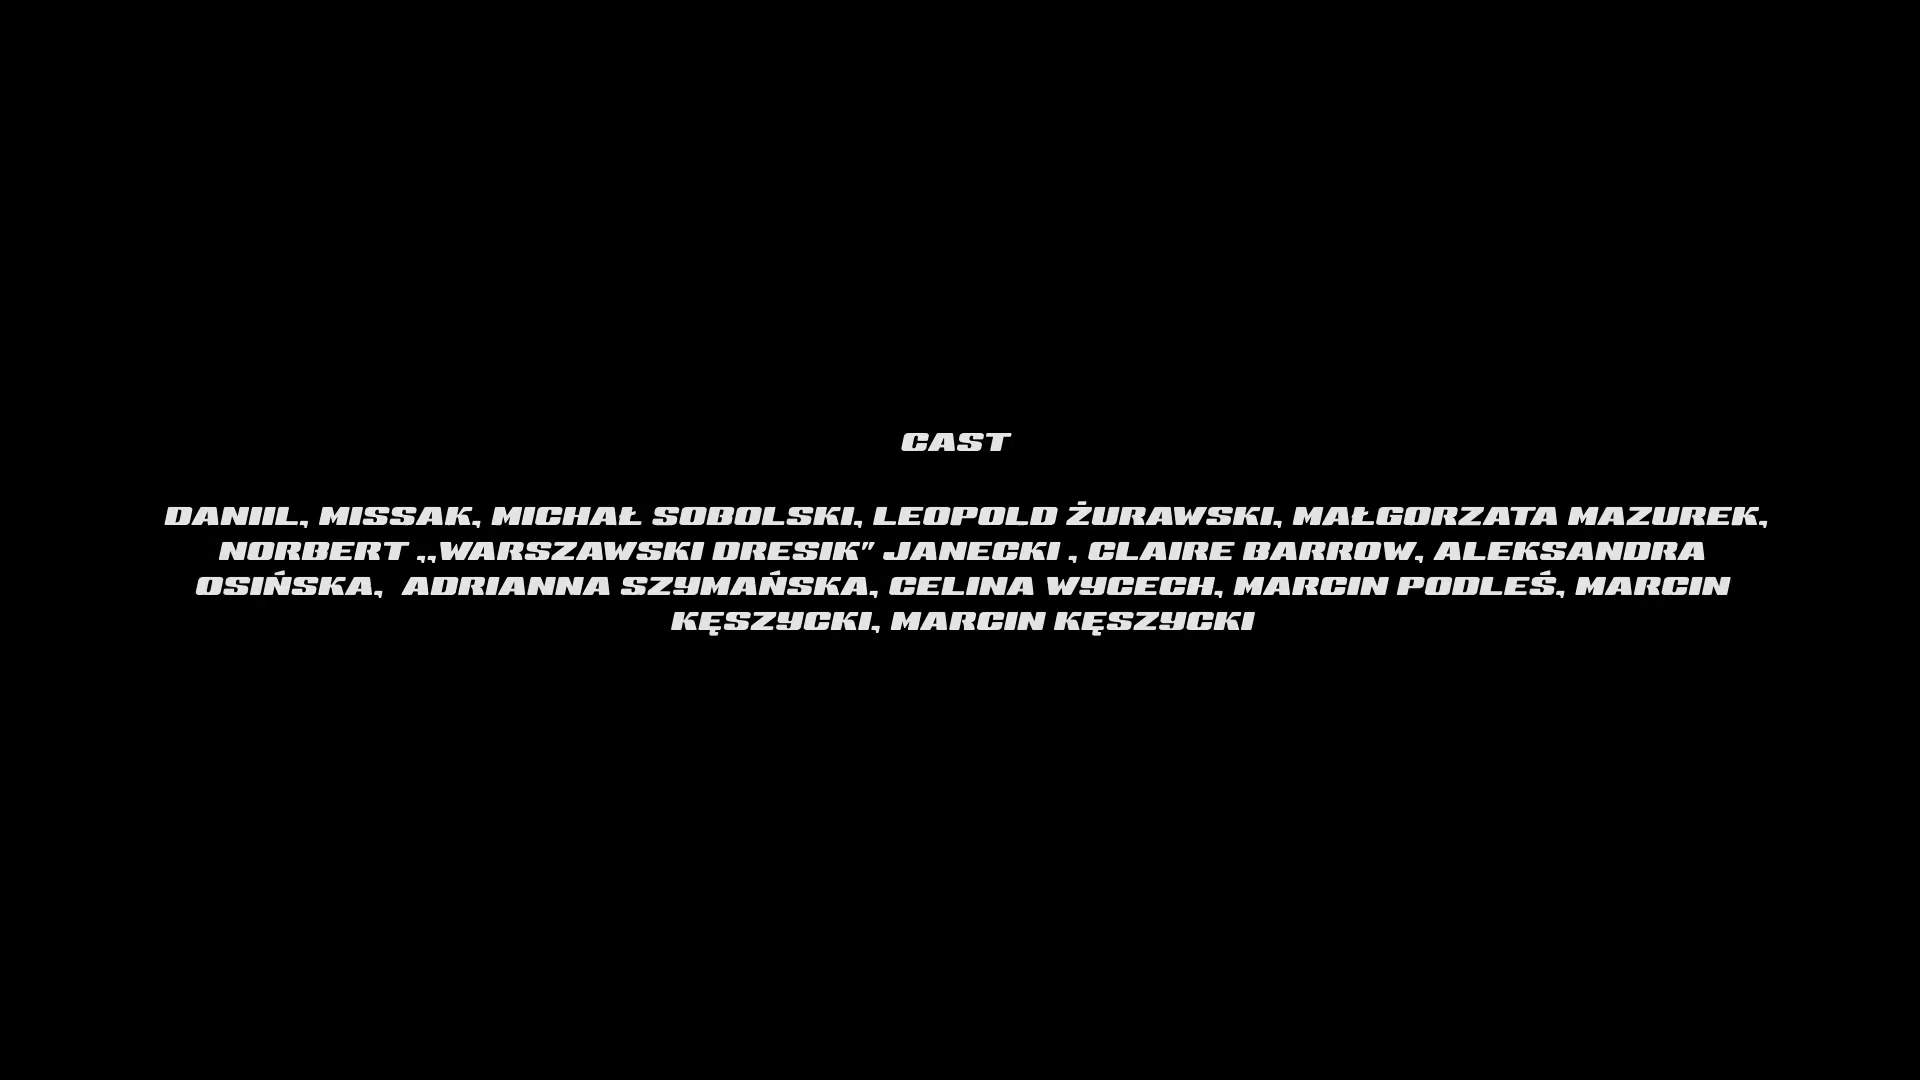 CAST
DANIIL, MISSAK, MICHAŁ SOBOLSKI, LEOPOLD ŻURAWSKI, MAŁGORZATA MAZUREK,
NORBERT ,,WARSZAWSKI DRESIK" JANECKI , CLAIRE BARROW, ALEKSANDRA
OSIŃSKA,  ADRIANNA SZYMAŃSKA, CELINA WYCECH, MARCIN PODLEŚ, MARCIN
KĘSZYCKI, MARCIN KĘSZYCKI